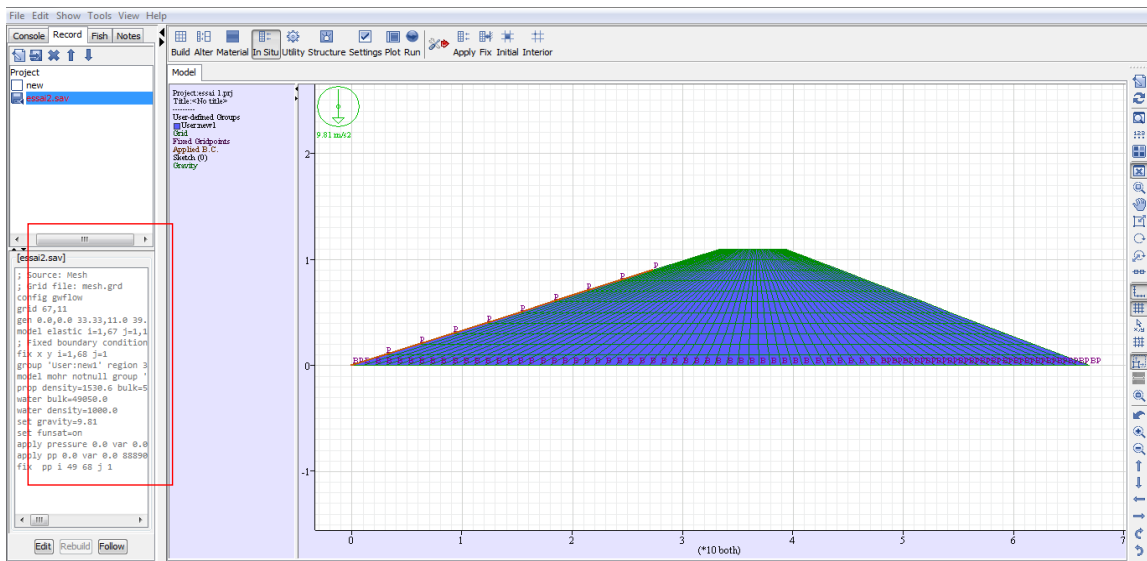 File Edit Show Tools View Help
Console Record Fish Notes
Build Alter Material In Situ Utility Structure Settings Plot Run Apply Fix Initial Interior
Project
new
essai2.sav
[essai2.sav]
; Source: Mesh
; Grid file: mesh.grd
config gwflow
grid 67,11
gen 0.0,0.0 33.33,11.0 39.
model elastic i=1,67 j=1,1
; Fixed boundary condition
fix x y i=1,68 j=1
group 'User:new1' region 3
model mohr notnull group '
prop density=1530.6 bulk=5
water bulk=49050.0
water density=1000.0
set gravity=9.81
set funsat=on
apply pressure 0.0 var 0.0
apply pp 0.0 var 0.0 88890
fix pp i 49 68 j 1
Edit Rebuild Follow
Model
Project:essai 1.prj
Title:<No title>
User-defined Groups
User:new1
Grid
Fixed Gridpoints
Applied B.C.
Sketch (0)
Gravity
9.81 m/s2
2
1
0
-1
P P P P P P P P P
0 1 2 3 4 5 6 7
(*10 both)